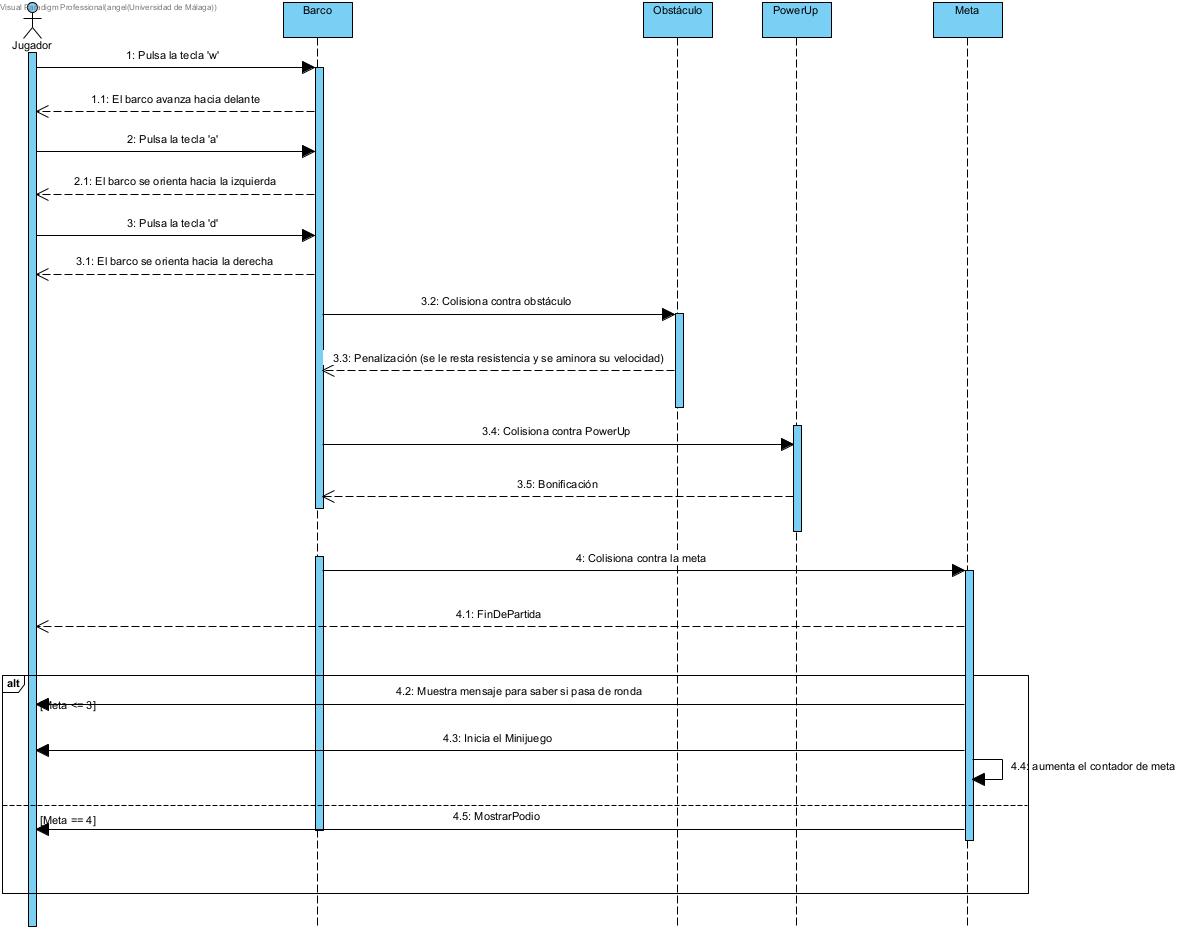 Visual Paradigm Professional(angel(Universidad de Málaga))
Barco
Obstáculo
PowerUp
Meta
Jugador
1: Pulsa la tecla 'w'
1.1: El barco avanza hacia delante
2: Pulsa la tecla 'a'
2.1: El barco se orienta hacia la izquierda
3: Pulsa la tecla 'd'
3.1: El barco se orienta hacia la derecha
3.2: Colisiona contra obstáculo
3.3: Penalización (se le resta resistencia y se aminora su velocidad)
3.4: Colisiona contra PowerUp
3.5: Bonificación
4: Colisiona contra la meta
4.1: FinDePartida
alt
4.2: Muestra mensaje para saber si pasa de ronda
[Meta <= 3]
4.3: Inicia el Minijuego
4.4: aumenta el contador de meta
4.5: MostrarPodio
[Meta == 4]